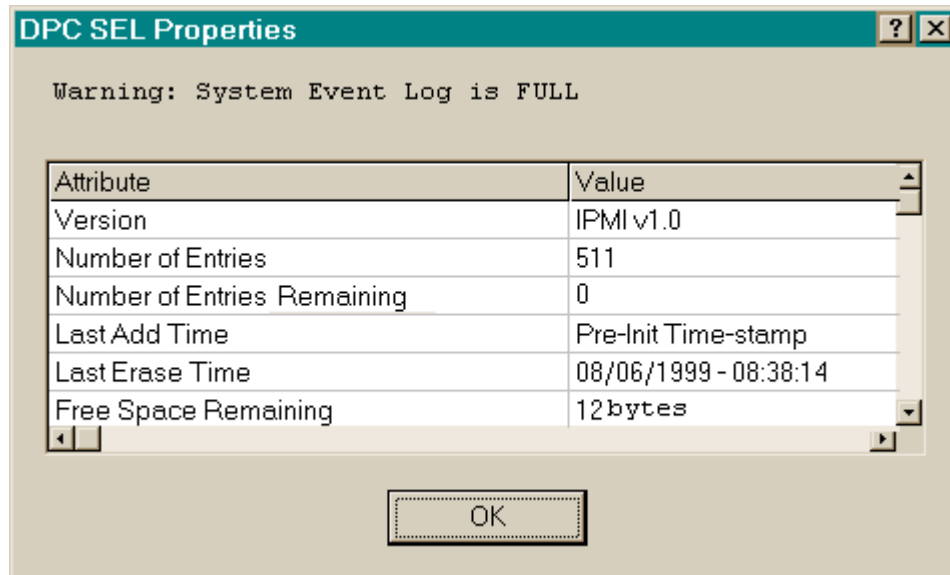 DPC SEL Properties
Warning: System Event Log is FULL
Attribute Value
Version IPMI v1.0
Number of Entries 511
Number of Entries Remaining 0
Last Add Time Pre-Init Time-stamp
Last Erase Time 08/06/1999 - 08:38:14
Free Space Remaining 12bytes
OK